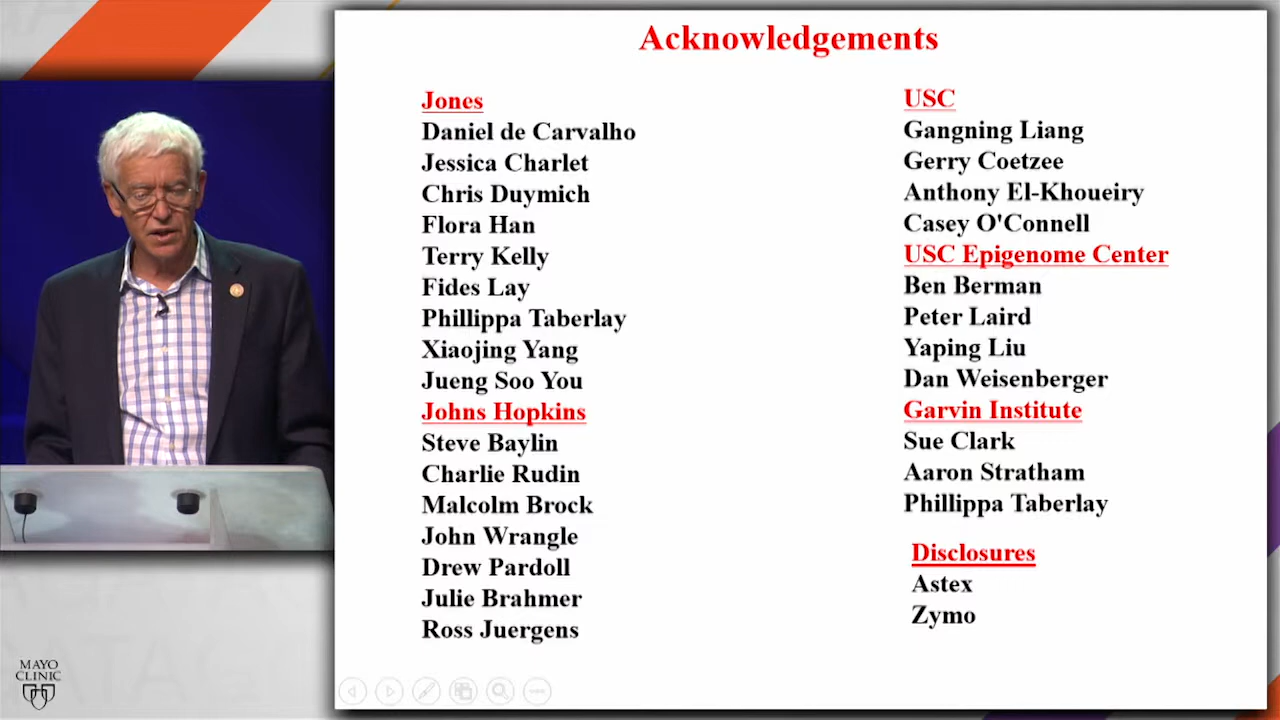 Acknowledgements
Jones
Daniel de Carvalho
Jessica Charlet
Chris Duymich
Flora Han
Terry Kelly
Fides Lay
Phillippa Taberlay
Xiaojing Yang
Jueng Soo You
Johns Hopkins
Steve Baylin
Charlie Rudin
Malcolm Brock
John Wrangle
Drew Pardoll
Julie Brahmer
Ross Juergens
USC
Gangning Liang
Gerry Coetzee
Anthony El-Khoueiry
Casey O'Connell
USC Epigenome Center
Ben Berman
Peter Laird
Yaping Liu
Dan Weisenberger
Garvin Institute
Sue Clark
Aaron Stratham
Phillippa Taberlay
Disclosures
Astex
Zymo
MAYO
CLINIC